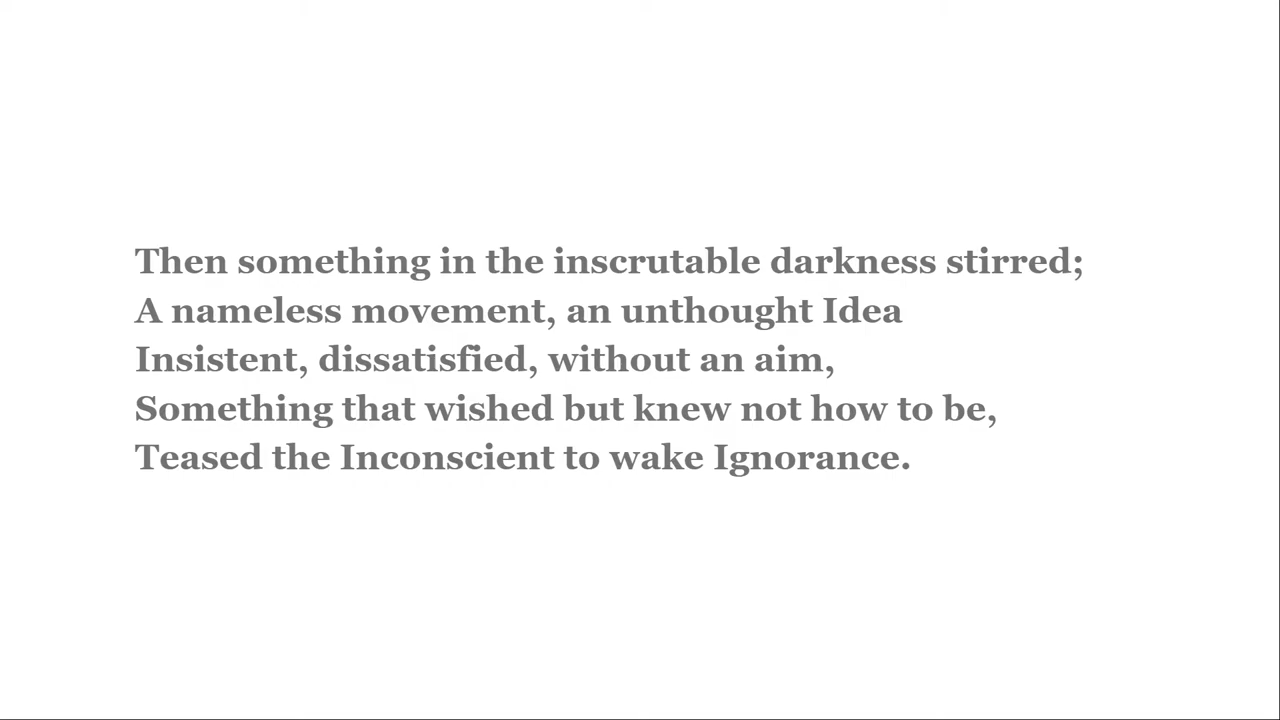 Then something in the inscrutable darkness stirred;
A nameless movement, an unthought Idea
Insistent, dissatisfied, without an aim,
Something that wished but knew not how to be,
Teased the Inconscient to wake Ignorance.